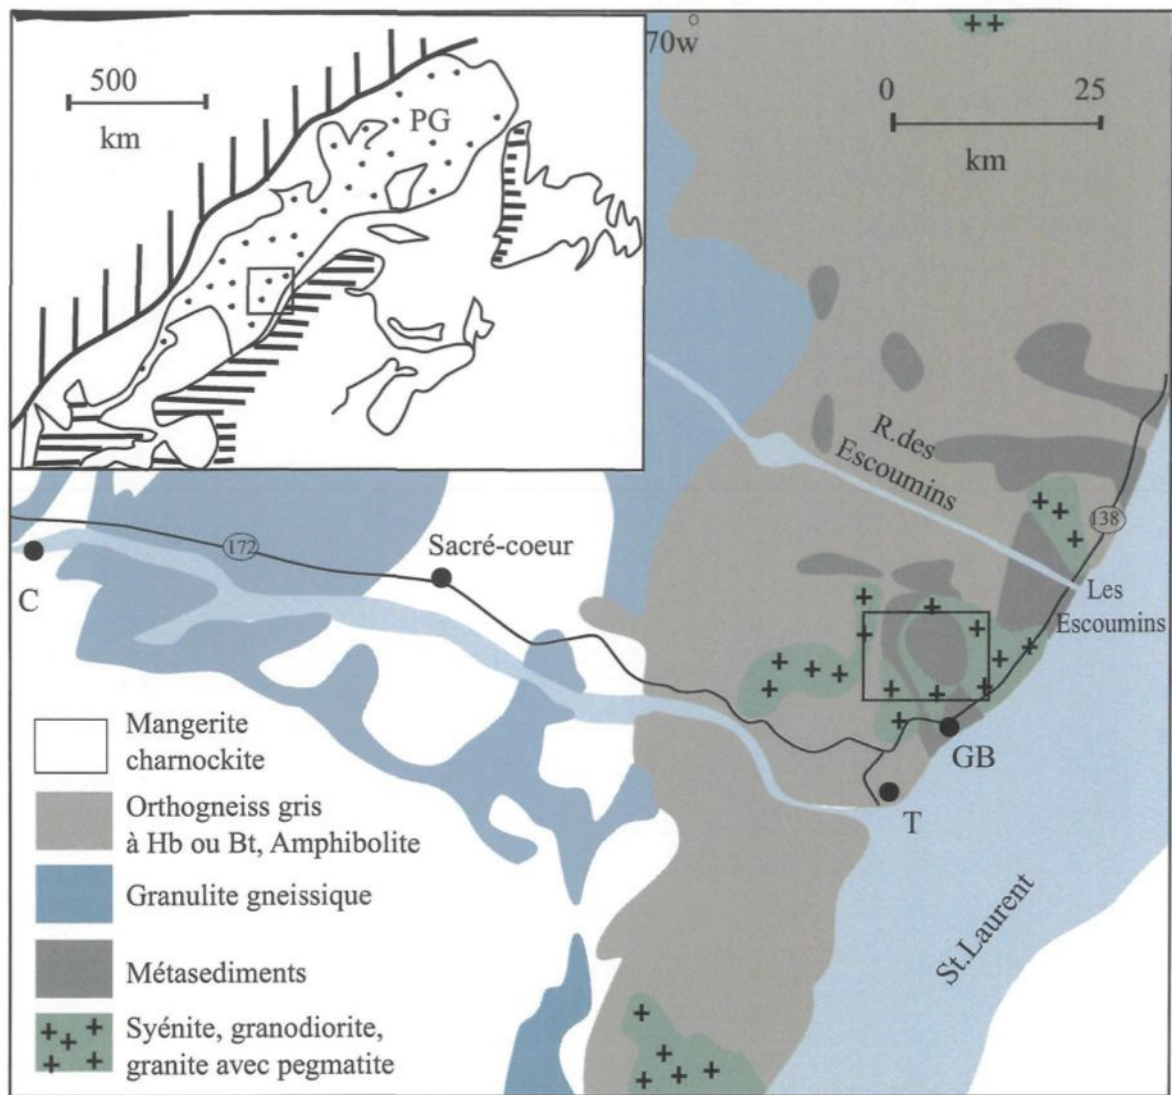 500
km
PG
70w
0 25
km
R.des
Escoumins
138
172
Sacré-coeur
C
Les
Escoumins
GB
T
St.Laurent
Mangerite
charnockite
Orthogneiss gris
à Hb ou Bt, Amphibolite
Granulite gneissique
Métasediments
Syénite, granodiorite,
granite avec pegmatite